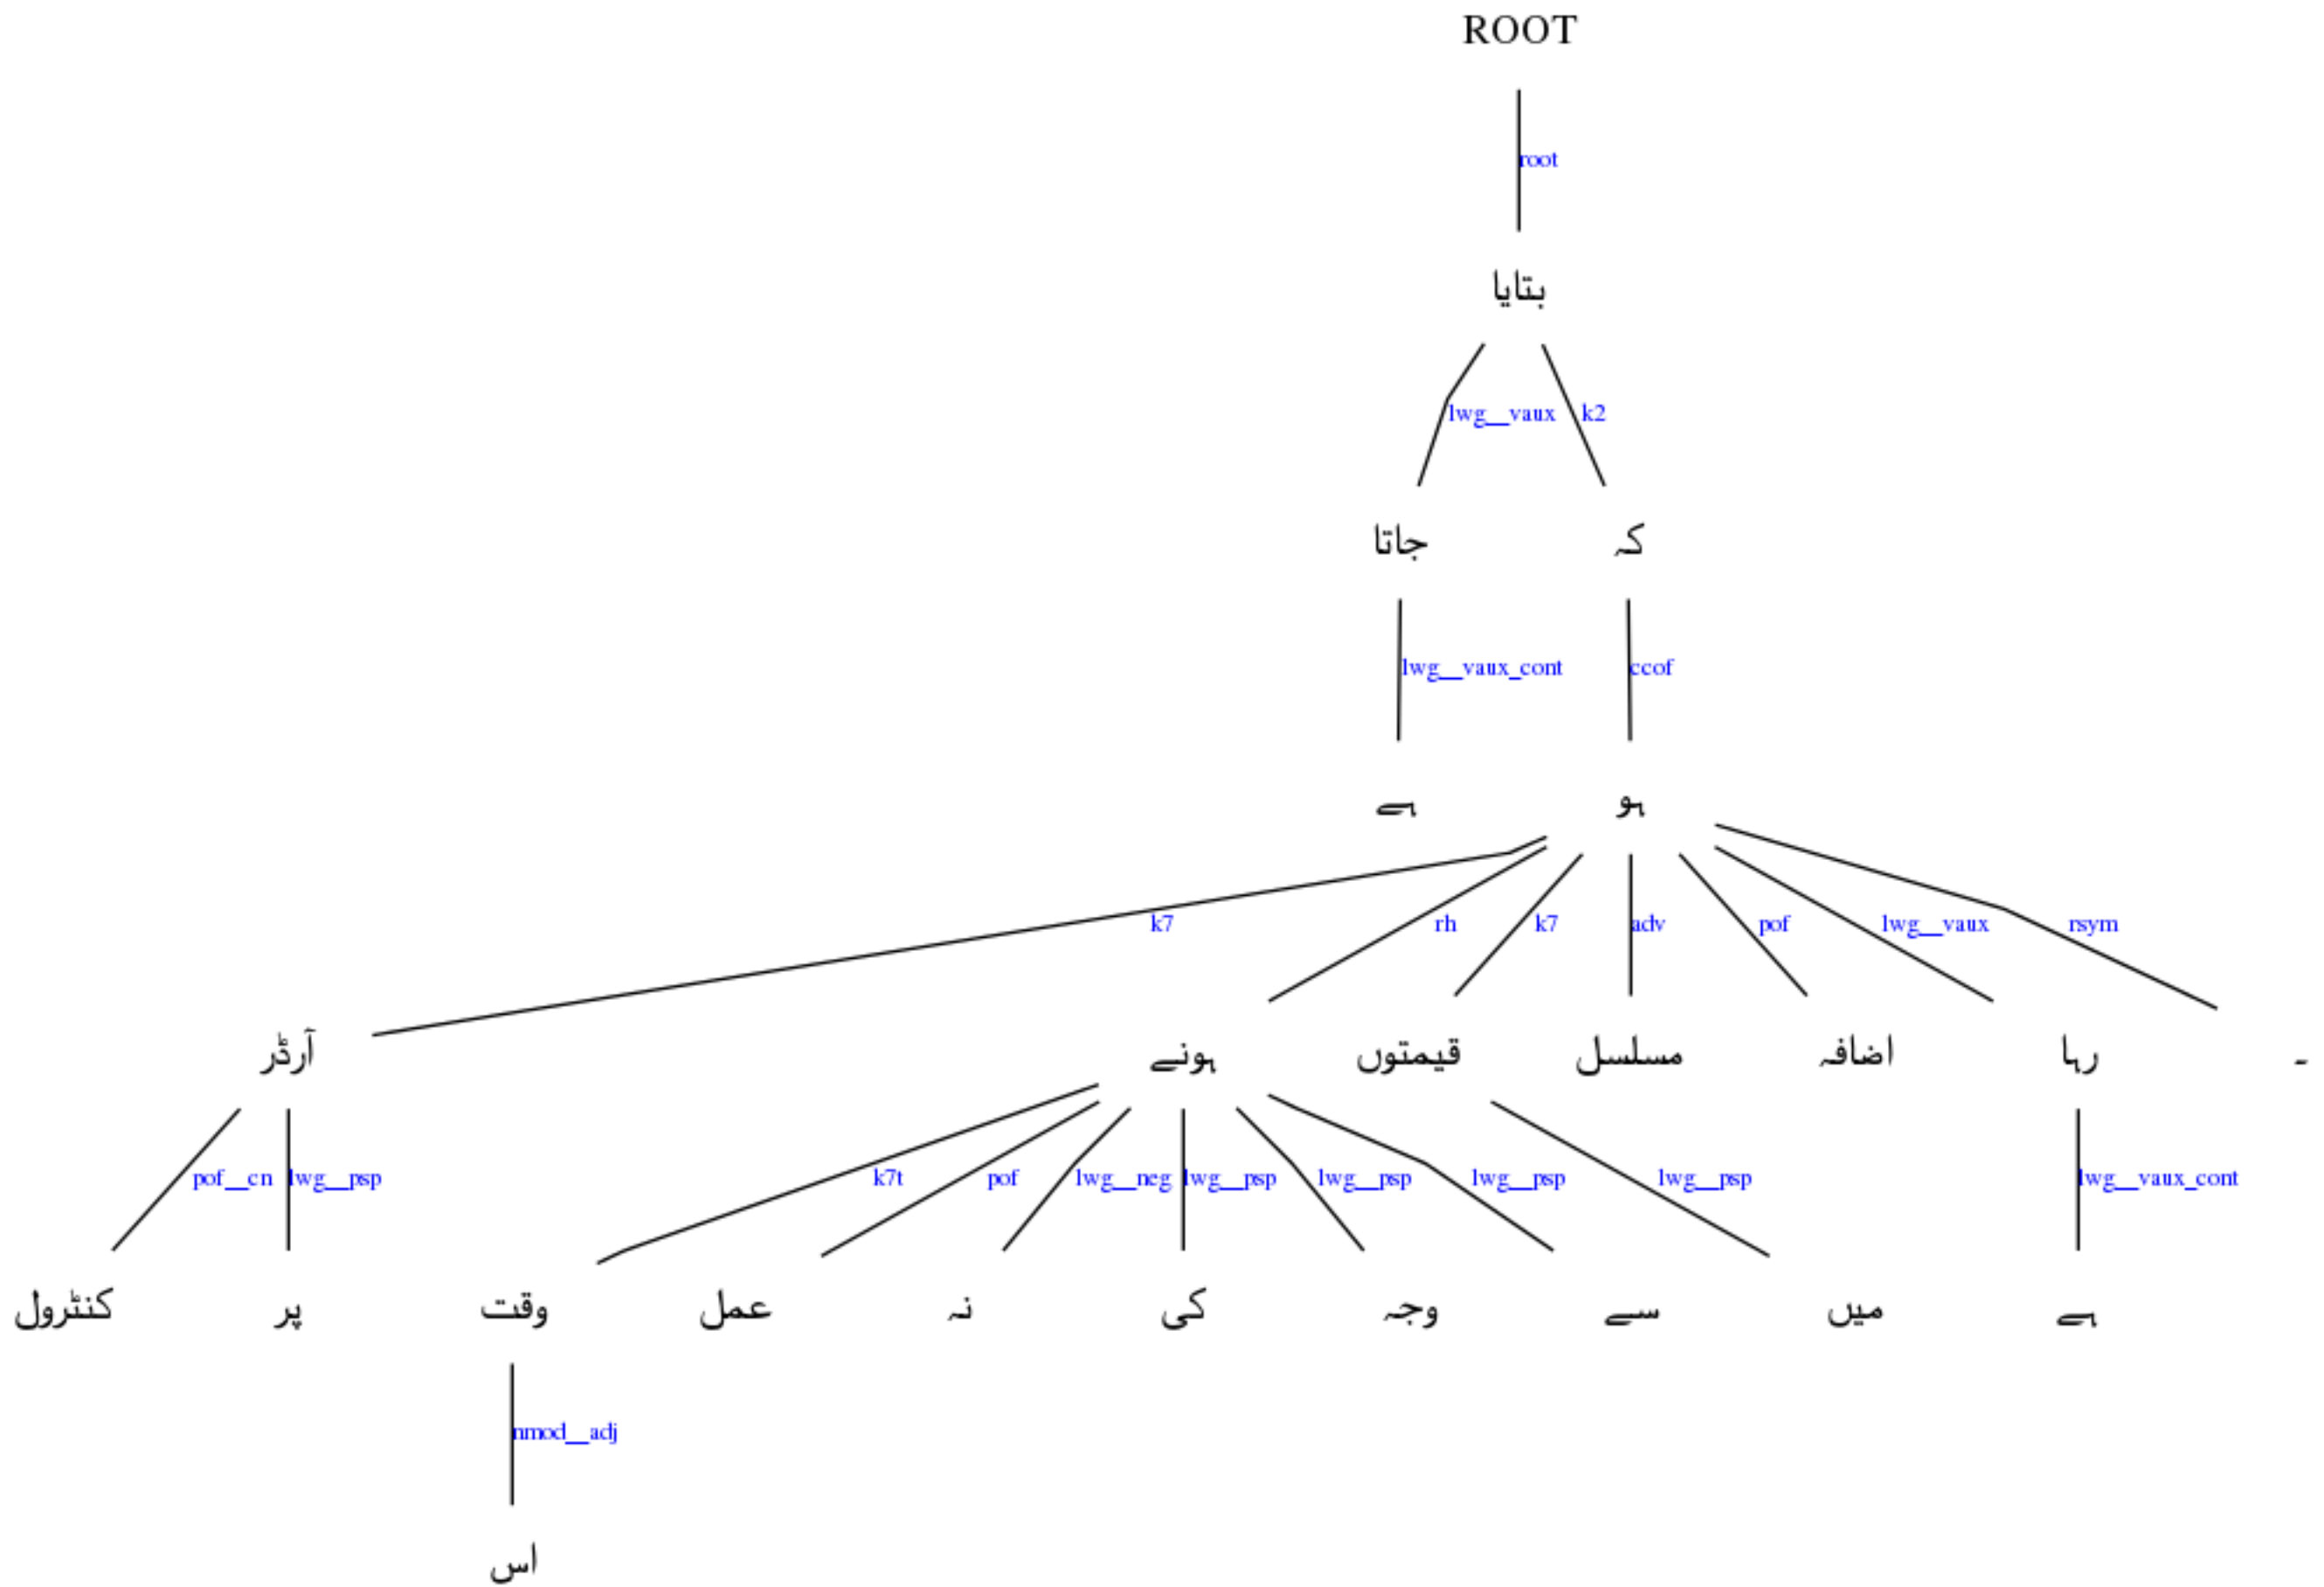 ROOT
root
بتایا
lwg__vaux k2
جاتا کہ
lwg__vaux_cont ccof
ہے ہو
k7 rh k7 adv pof lwg__vaux rsym
آرڈر ہونے قیمتوں مسلسل اضافہ رہا ۔
pof__cn lwg__psp k7t pof lwg__neg lwg__psp lwg__psp lwg__psp lwg__psp lwg__vaux_cont
کنٹرول پر وقت عمل نہ کی وجہ سے میں ہے
nmod__adj
اس